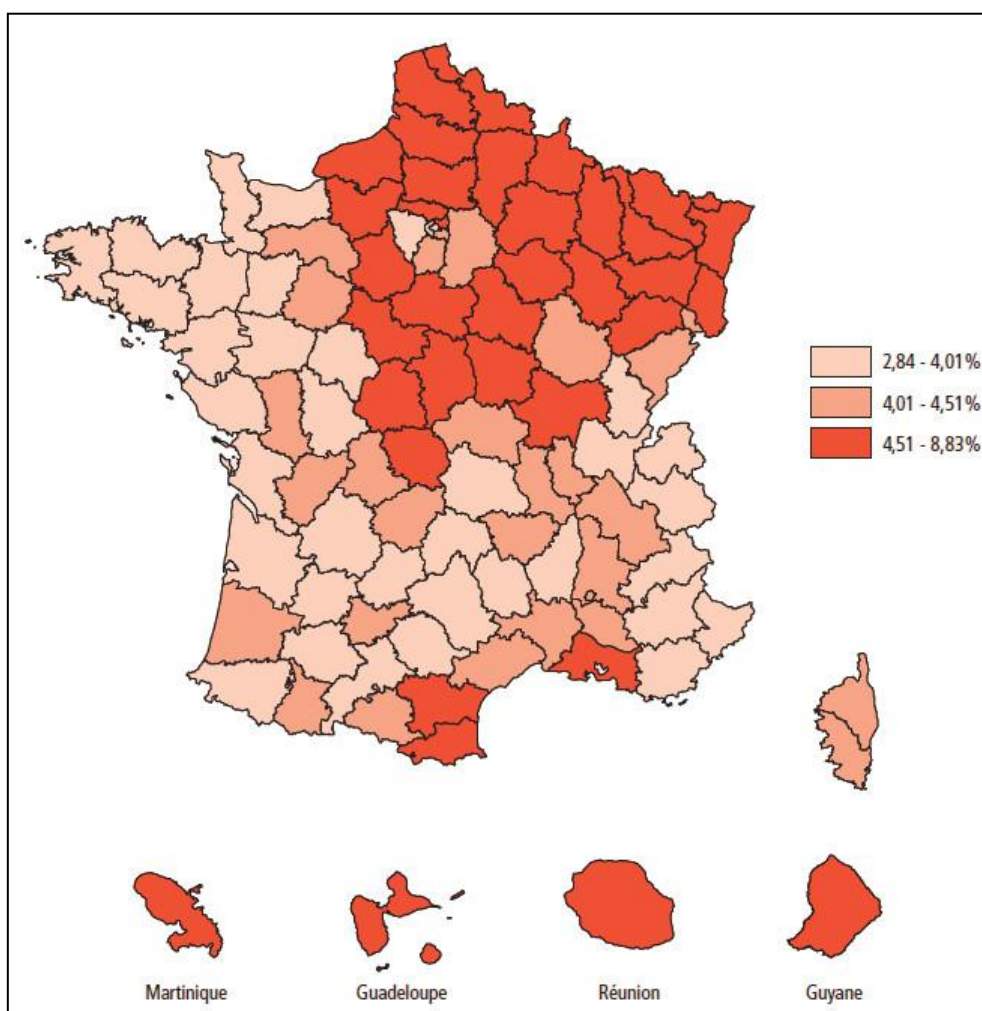 2,84 - 4,01%
4,01 - 4,51%
4,51 - 8,83%
Martinique
Guadeloupe
Réunion
Guyane